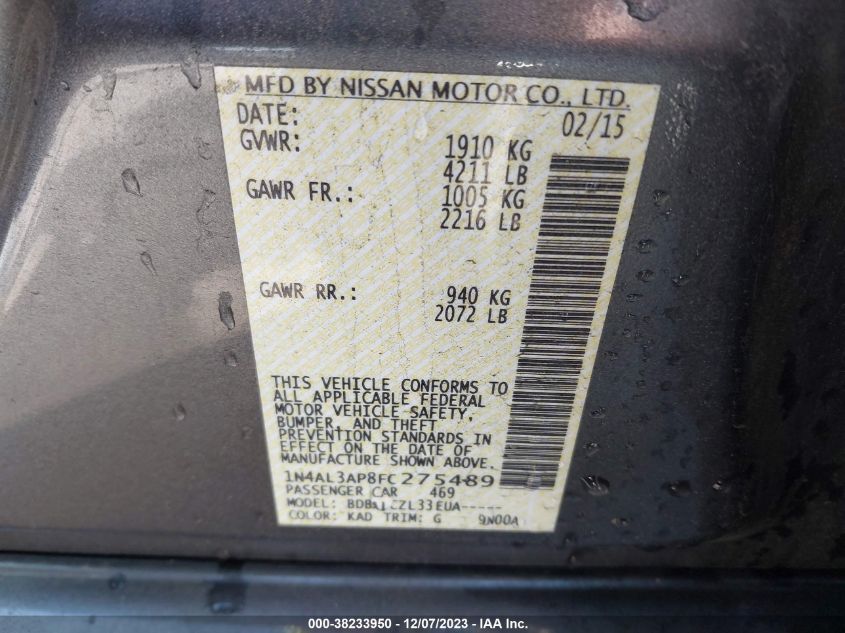 MFD BY NISSAN MOTOR CO., LTD.
DATE: 02/15
GVWR: 1910 KG
4211 LB
GAWR FR.: 1005 KG
2216 LB
GAWR RR.: 940 KG
2072 LB
THIS VEHICLE CONFORMS TO
ALL APPLICABLE FEDERAL
MOTOR VEHICLE SAFETY,
BUMPER, AND THEFT
PREVENTION STANDARDS IN
EFFECT ON THE DATE OF
MANUFACTURE SHOWN ABOVE.
1N4AL3AP8FC275489
PASSENGER CAR 469
MODEL:
COLOR: KAD TRIM: G 9N00A
000-38233950 - 12/07/2023 - IAA Inc.